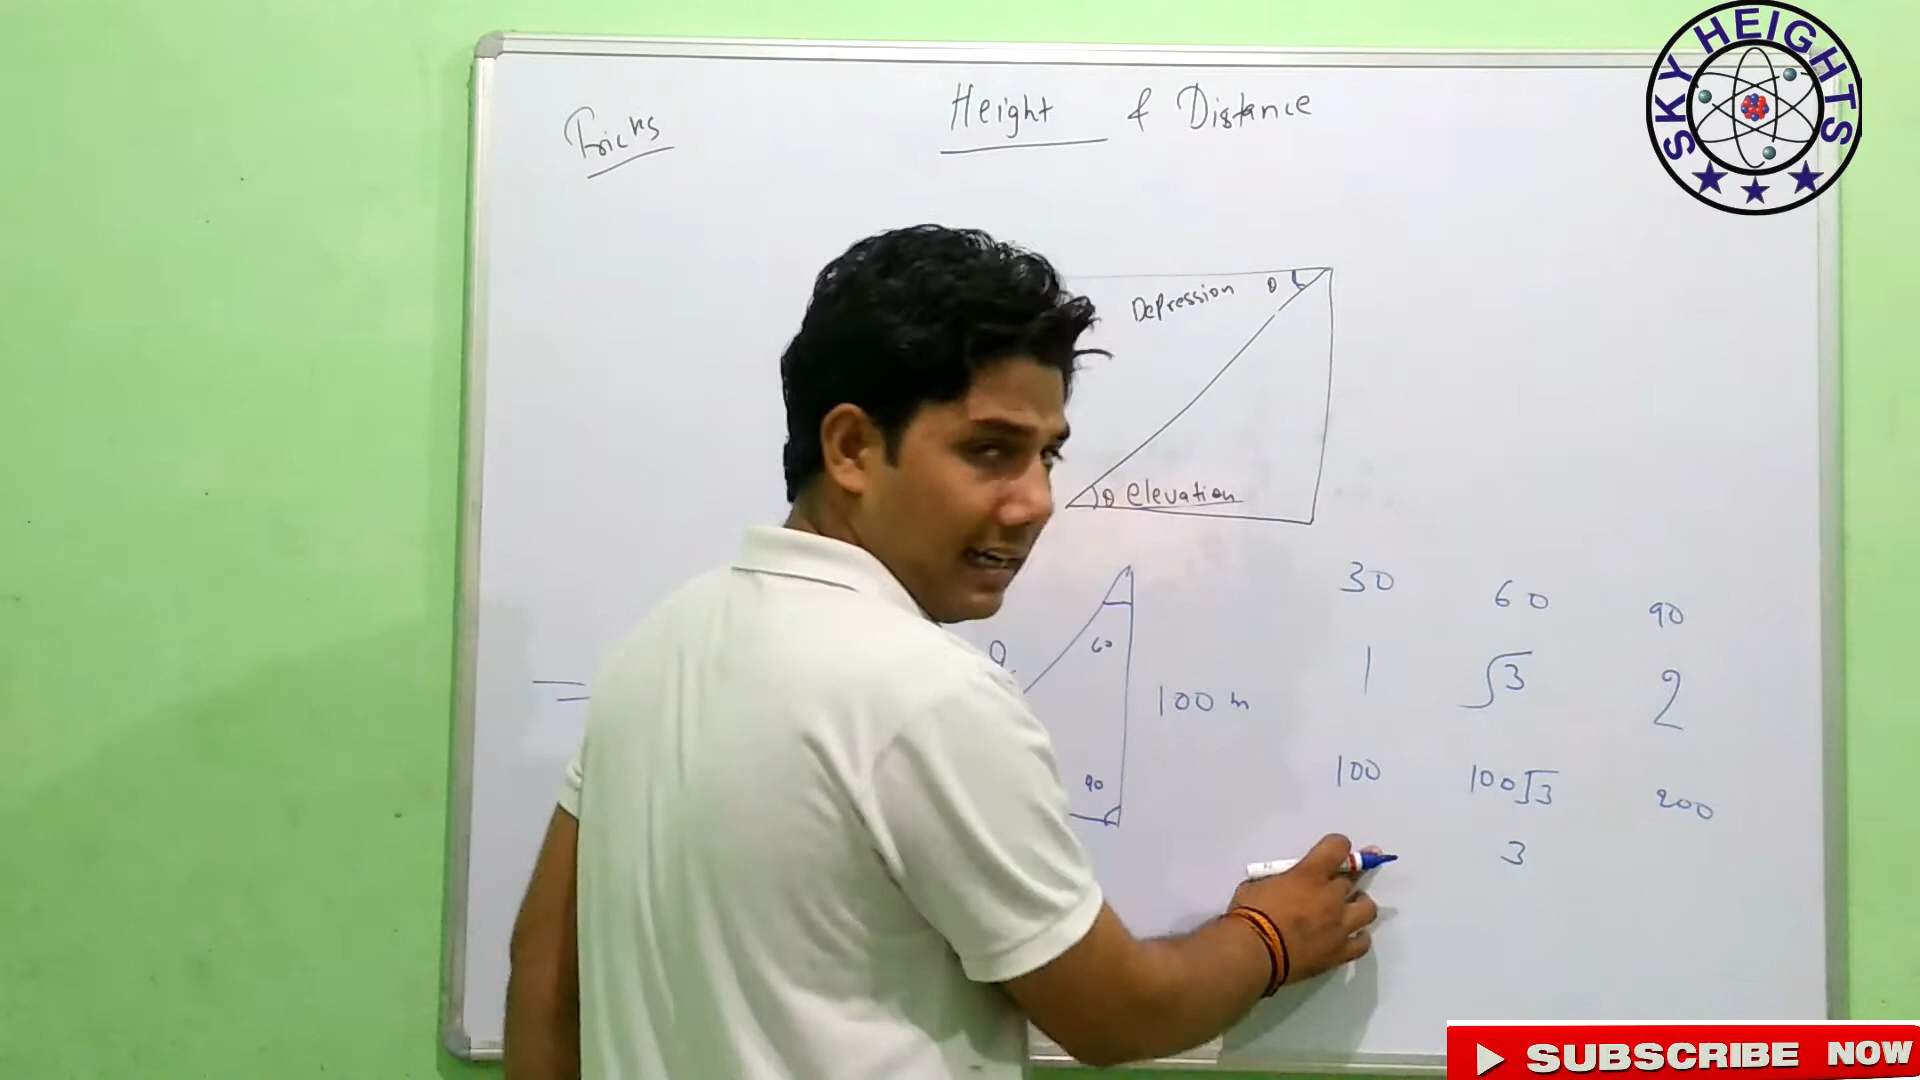 SKY HEIGHTS
Tricks
Height & Distance
Depression θ
θ elevation
30 60 90
60
1 √3 2
100 m
100 100√3 200
90
3
SUBSCRIBE NOW